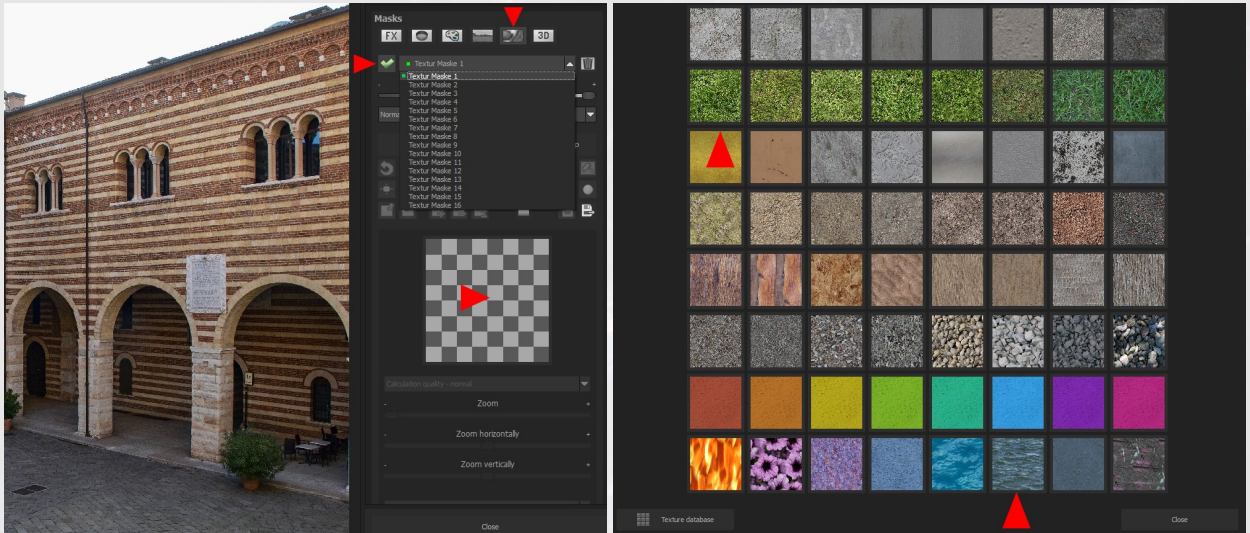 Masks
FX
3D
Textur Maske 1
Textur Maske 1
Textur Maske 2
Textur Maske 3
Textur Maske 4
Textur Maske 5
Textur Maske 6
Textur Maske 7
Textur Maske 8
Textur Maske 9
Textur Maske 10
Textur Maske 11
Textur Maske 12
Textur Maske 13
Textur Maske 14
Textur Maske 15
Textur Maske 16
Calculation quality - normal
- Zoom +
- Zoom horizontally +
- Zoom vertically +
Close
Texture database
Close